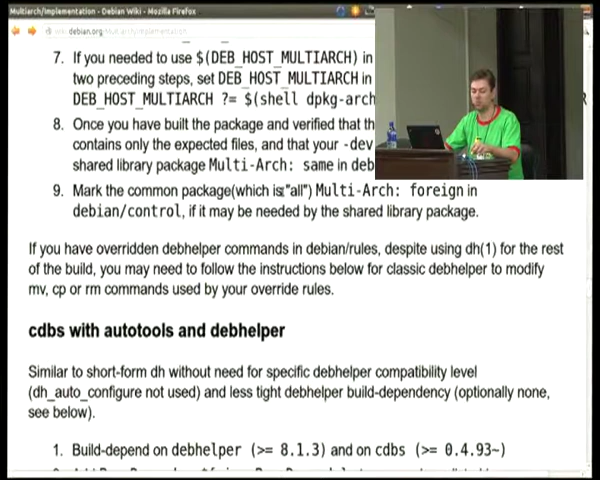 Multiarch/Implementation - Debian Wiki - Mozilla Firefox
debian.org
7. If you needed to use $(DEB_HOST_MULTIARCH) in
two preceding steps, set DEB_HOST_MULTIARCH in
DEB_HOST_MULTIARCH ?= $(shell dpkg-arch
8. Once you have built the package and verified that th
contains only the expected files, and that your -dev
shared library package Multi-Arch: same in deb
9. Mark the common package(which is "all") Multi-Arch: foreign in
debian/control, if it may be needed by the shared library package.
If you have overridden debhelper commands in debian/rules, despite using dh(1) for the rest
of the build, you may need to follow the instructions below for classic debhelper to modify
mv, cp or rm commands used by your override rules.
cdbs with autotools and debhelper
Similar to short-form dh without need for specific debhelper compatibility level
(dh_auto_configure not used) and less tight debhelper build-dependency (optionally none,
see below).
1. Build-depend on debhelper (>= 8.1.3) and on cdbs (>= 0.4.93~)